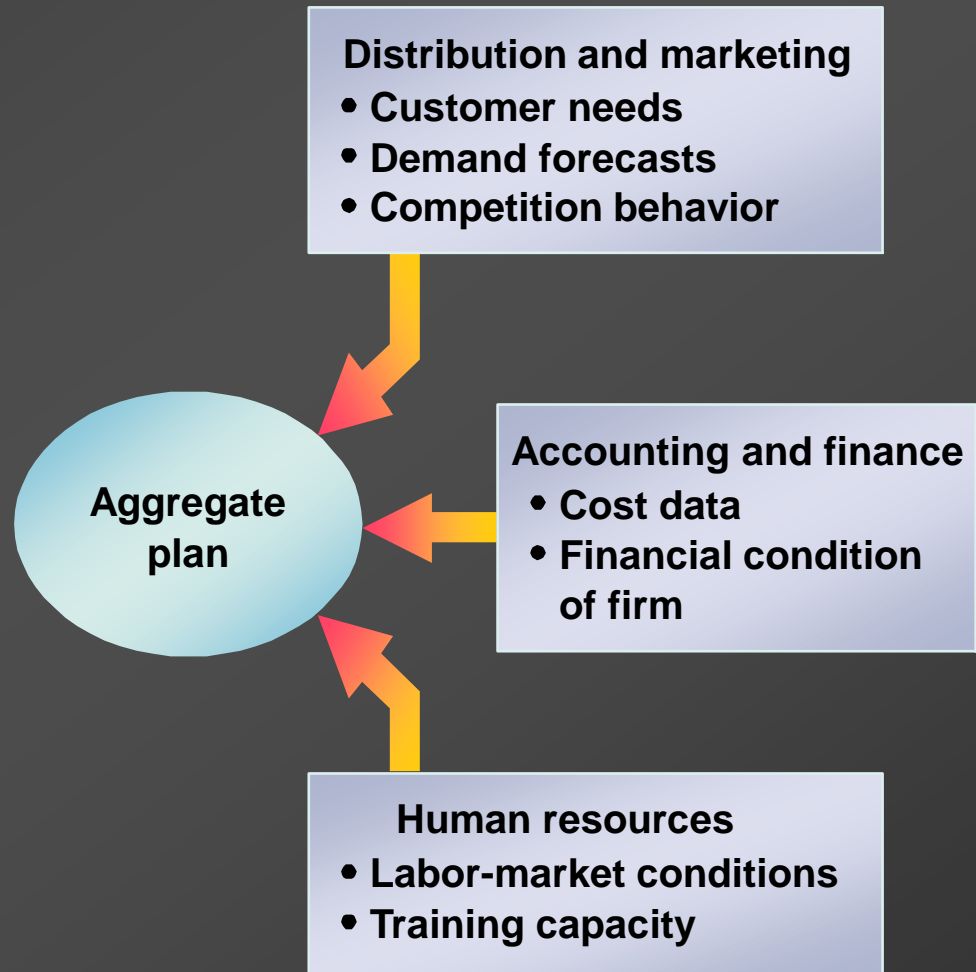 Distribution and marketing
• Customer needs
• Demand forecasts
• Competition behavior
Aggregate
plan
Accounting and finance
• Cost data
• Financial condition
of firm
Human resources
• Labor-market conditions
• Training capacity